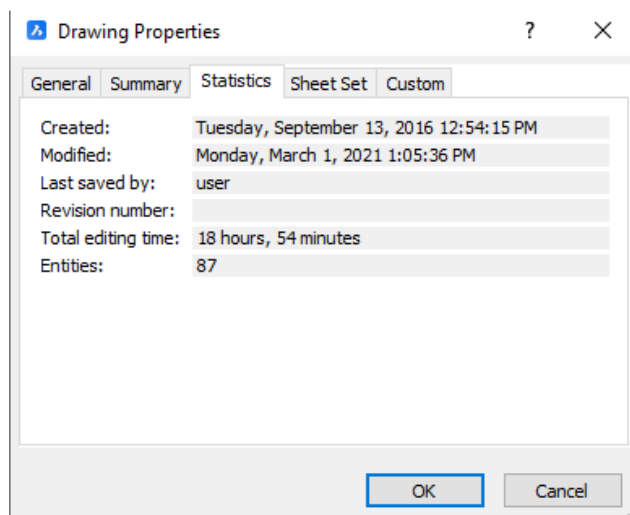 Drawing Properties
General Summary Statistics Sheet Set Custom
Created: Tuesday, September 13, 2016 12:54:15 PM
Modified: Monday, March 1, 2021 1:05:36 PM
Last saved by: user
Revision number:
Total editing time: 18 hours, 54 minutes
Entities: 87
OK Cancel